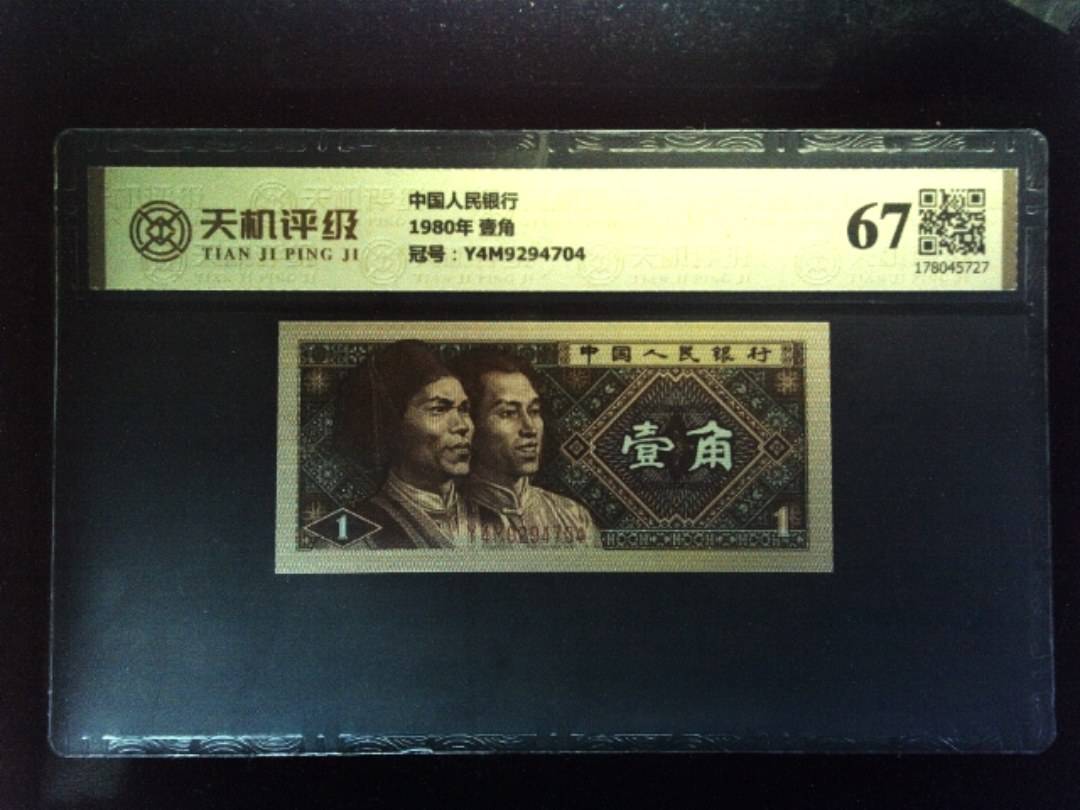 天机评级
TIAN JI PING JI
中国人民银行
1980年 壹角
冠号：Y4M9294704
67
178045727
中国人民银行
壹角
1
Y4M9294704
1